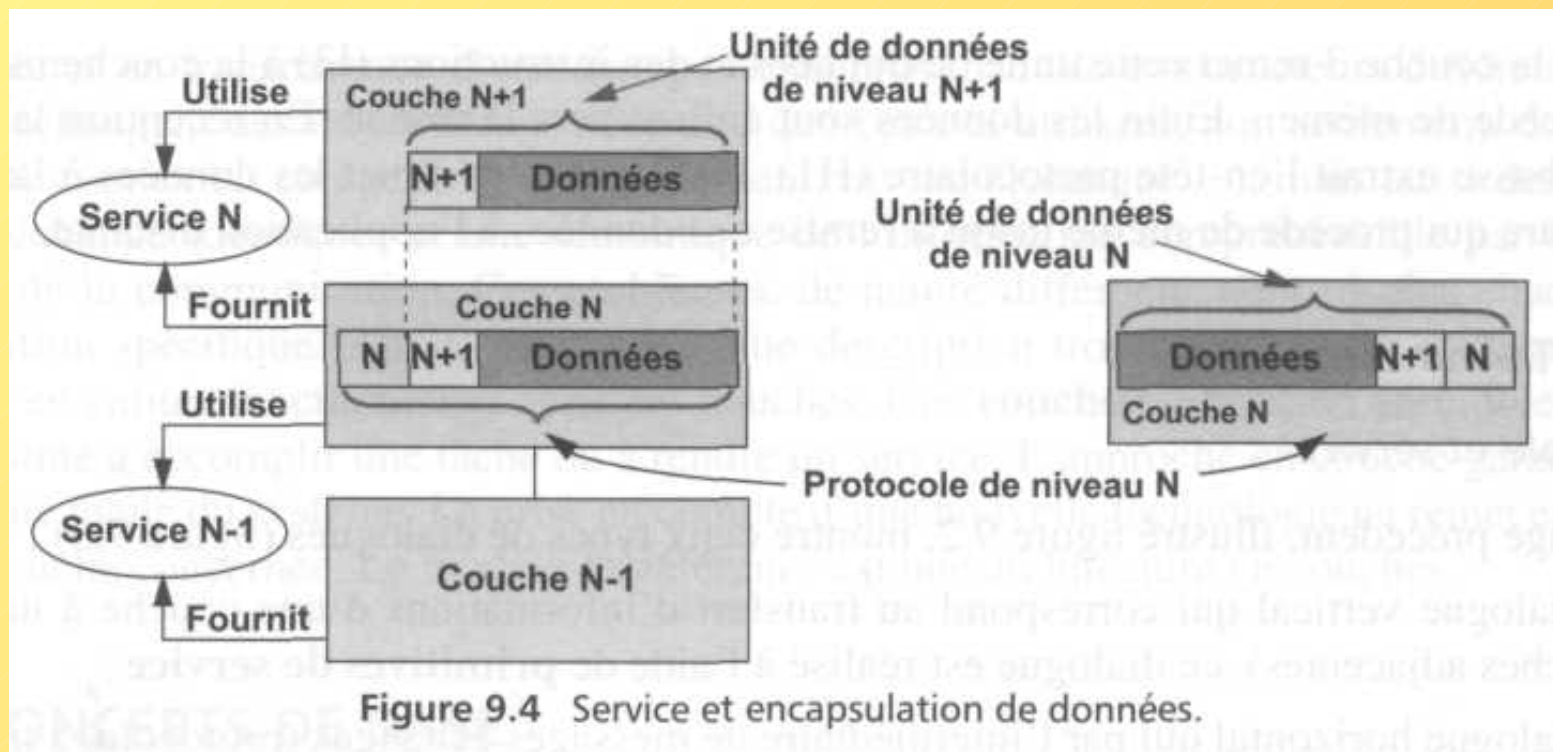 Unité de données
de niveau N+1
Utilise
Couche N+1
N+1 Données
Service N
Fournit
Couche N
N N+1 Données
Unité de données
de niveau N
Données N+1 N
Couche N
Utilise
Protocole de niveau N
Service N-1
Couche N-1
Fournit
Figure 9.4 Service et encapsulation de données.